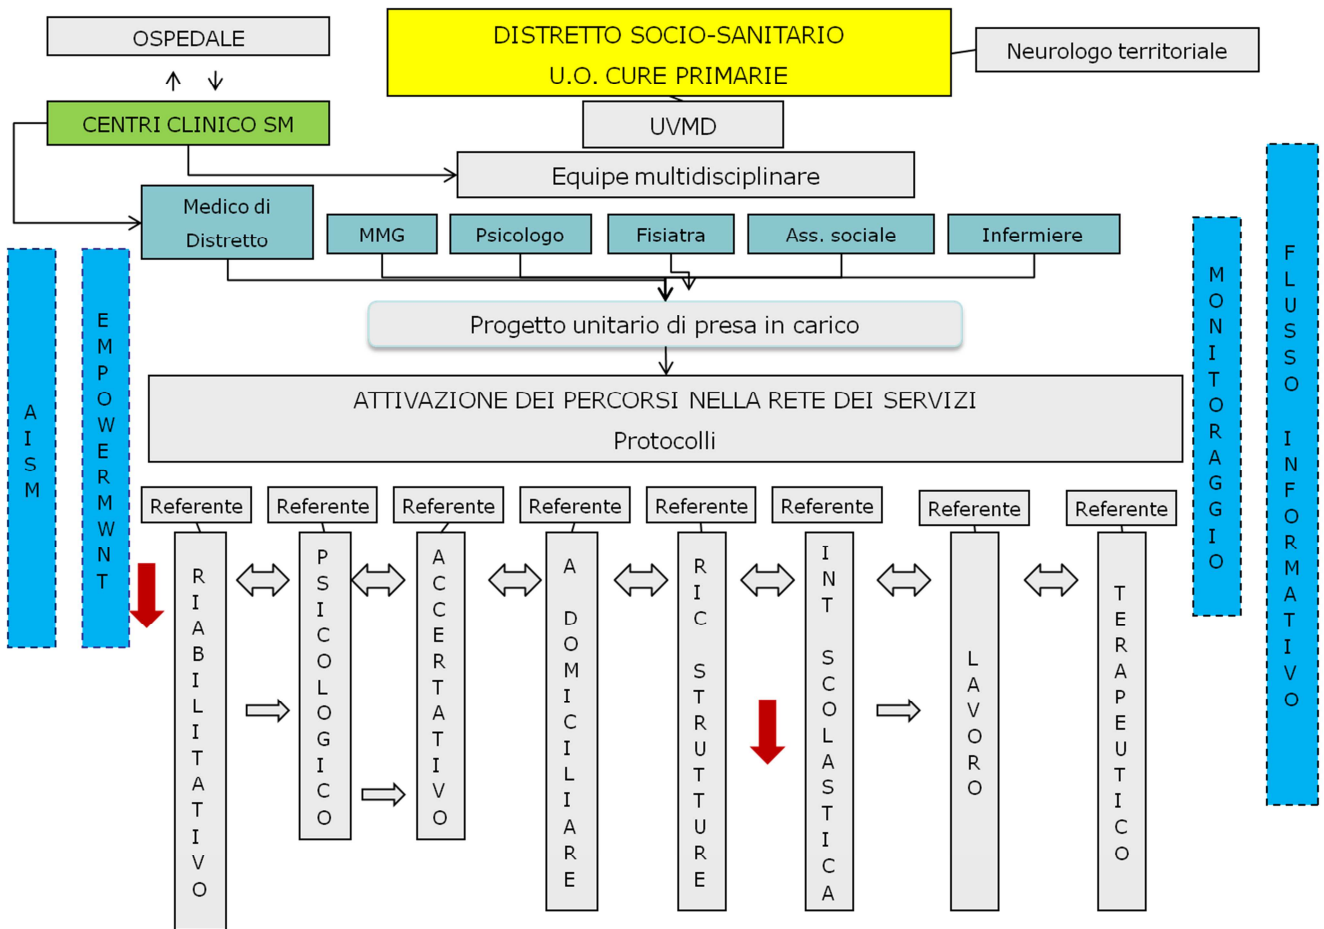 OSPEDALE
DISTRETTO SOCIO-SANITARIO
U.O. CURE PRIMARIE
Neurologo territoriale
CENTRI CLINICO SM
UVMD
Equipe multidisciplinare
Medico di
Distretto
MMG
Psicologo
Fisiatra
Ass. sociale
Infermiere
Progetto unitario di presa in carico
ATTIVAZIONE DEI PERCORSI NELLA RETE DEI SERVIZI
Protocolli
AISM
EMPOWERMWNT
MONITORAGGIO
FLUSSO INFORMATIVO
Referente
Referente
Referente
Referente
Referente
Referente
Referente
Referente
RIABILITATIVO
PSICOLOGICO
ACCERTATIVO
A DOMICILIARE
RIC STRUTTURE
INT SCOLASTICA
LAVORO
TERAPEUTICO